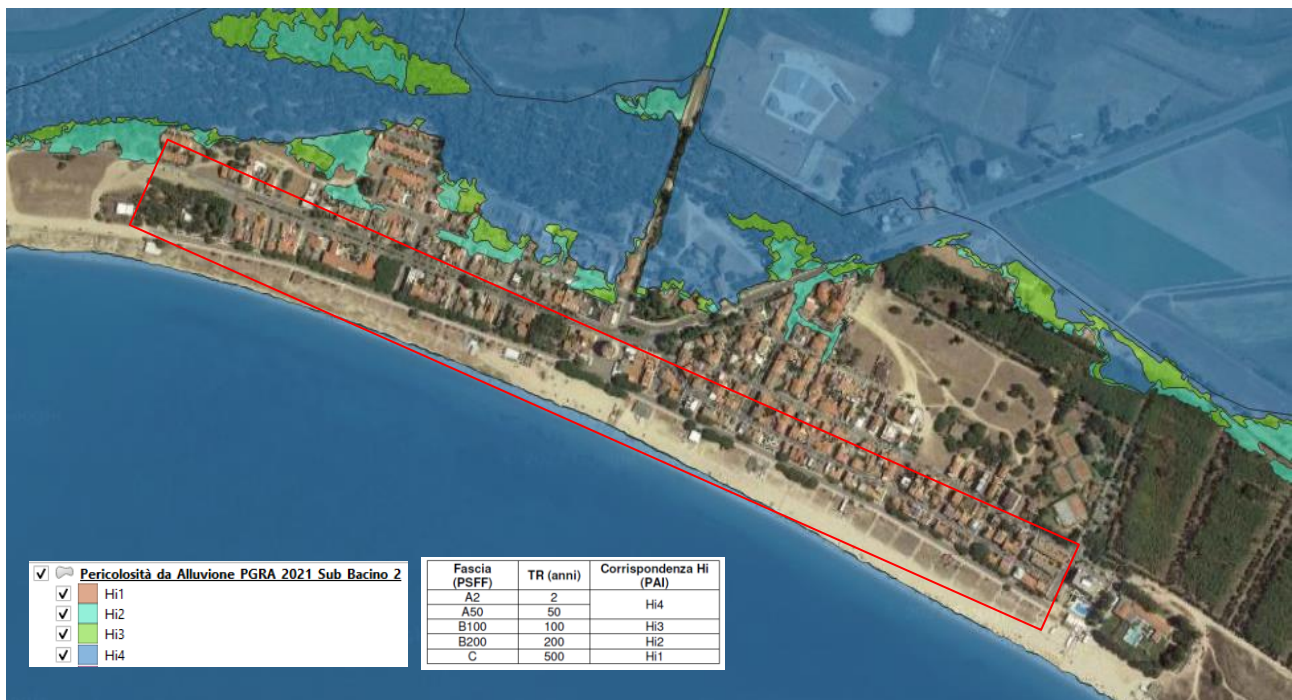 Pericolosità da Alluvione PGRA 2021 Sub Bacino 2
Hi1
Hi2
Hi3
Hi4
Fascia (PSFF) TR (anni) Corrispondenza Hi (PAI)
A2 2 Hi4
A50 50
B100 100 Hi3
B200 200 Hi2
C 500 Hi1